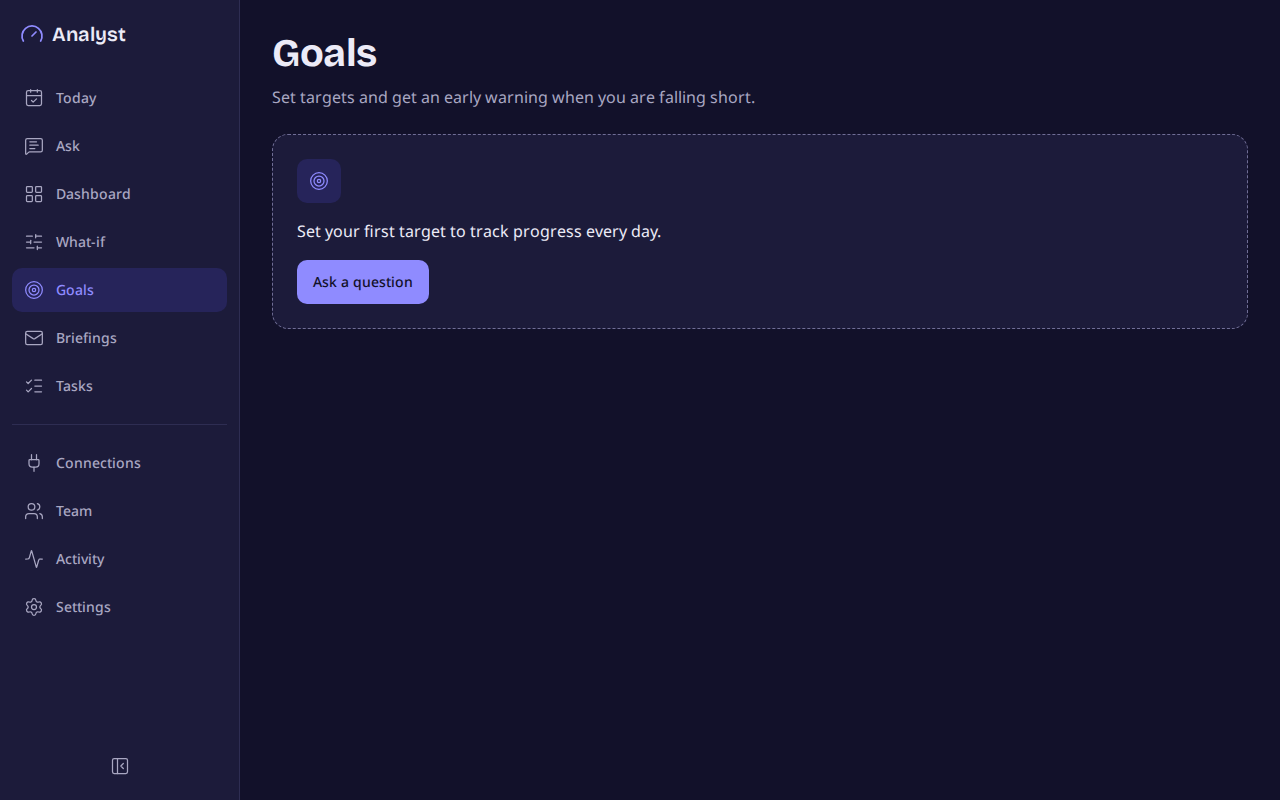 Analyst
Today
Ask
Dashboard
What-if
Goals
Briefings
Tasks
Connections
Team
Activity
Settings
Goals
Set targets and get an early warning when you are falling short.
Set your first target to track progress every day.
Ask a question